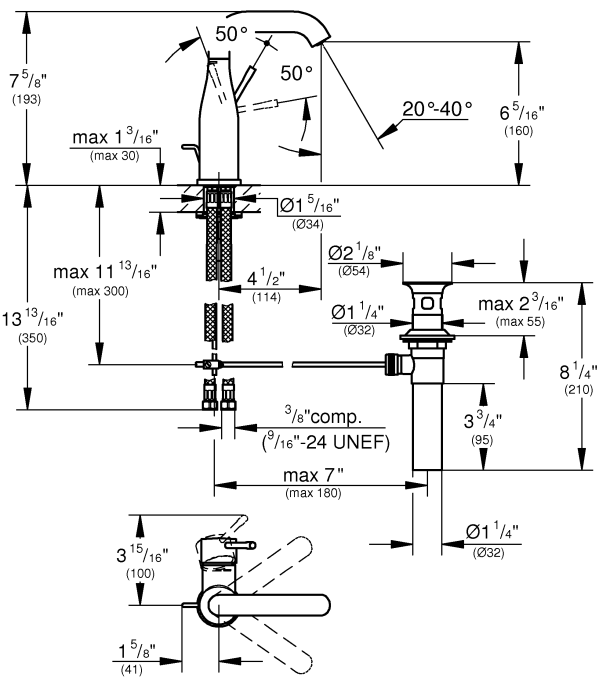 50°
7 5/8"
(193)
50°
20°-40°
6 5/16"
(160)
max 1 3/16"
(max 30)
Ø1 5/16"
(Ø34)
max 11 13/16"
(max 300)
4 1/2"
(114)
Ø2 1/8"
(Ø54)
13 13/16"
(350)
Ø1 1/4"
(Ø32)
max 2 3/16"
(max 55)
8 1/4"
(210)
3/8"comp.
(9/16"-24 UNEF)
3 3/4"
(95)
max 7"
(max 180)
Ø1 1/4"
(Ø32)
3 15/16"
(100)
1 5/8"
(41)